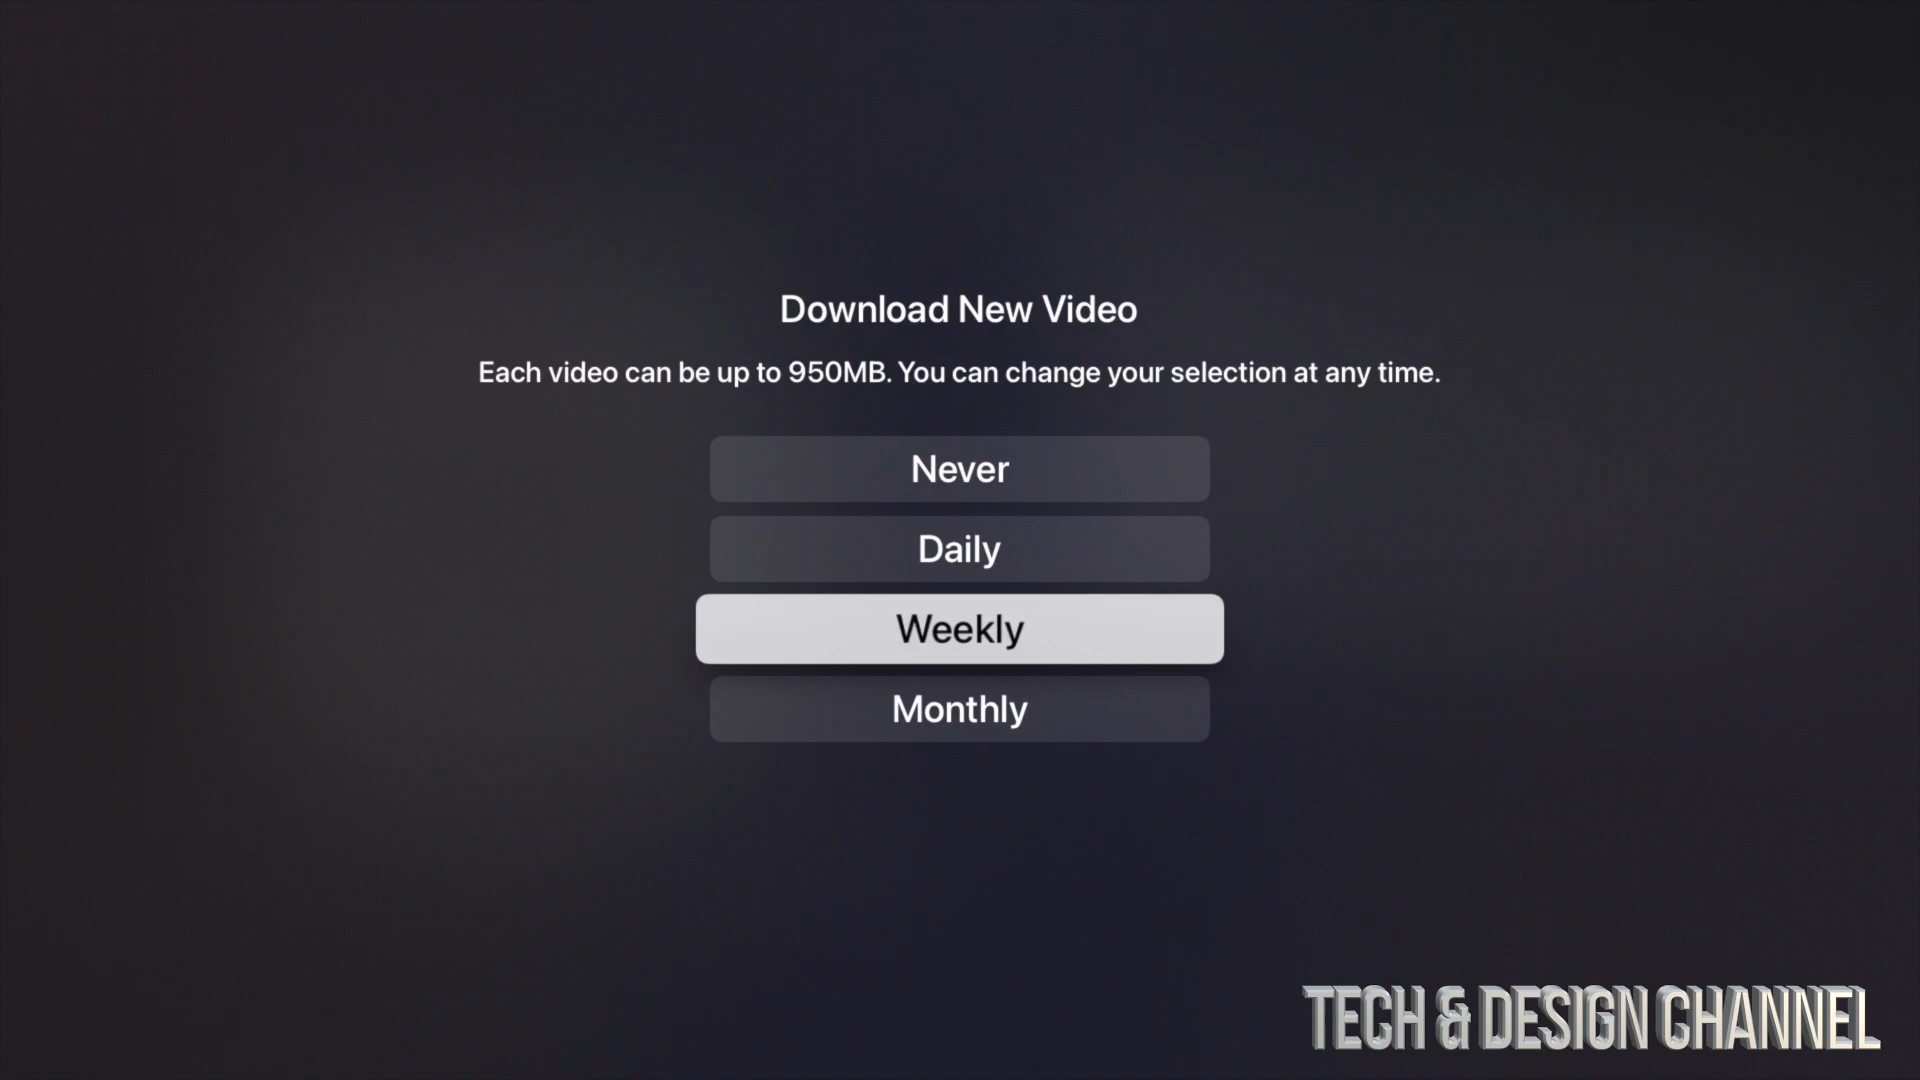 Download New Video
Each video can be up to 950MB. You can change your selection at any time.
Never
Daily
Weekly
Monthly
TECH & DESIGN CHANNEL